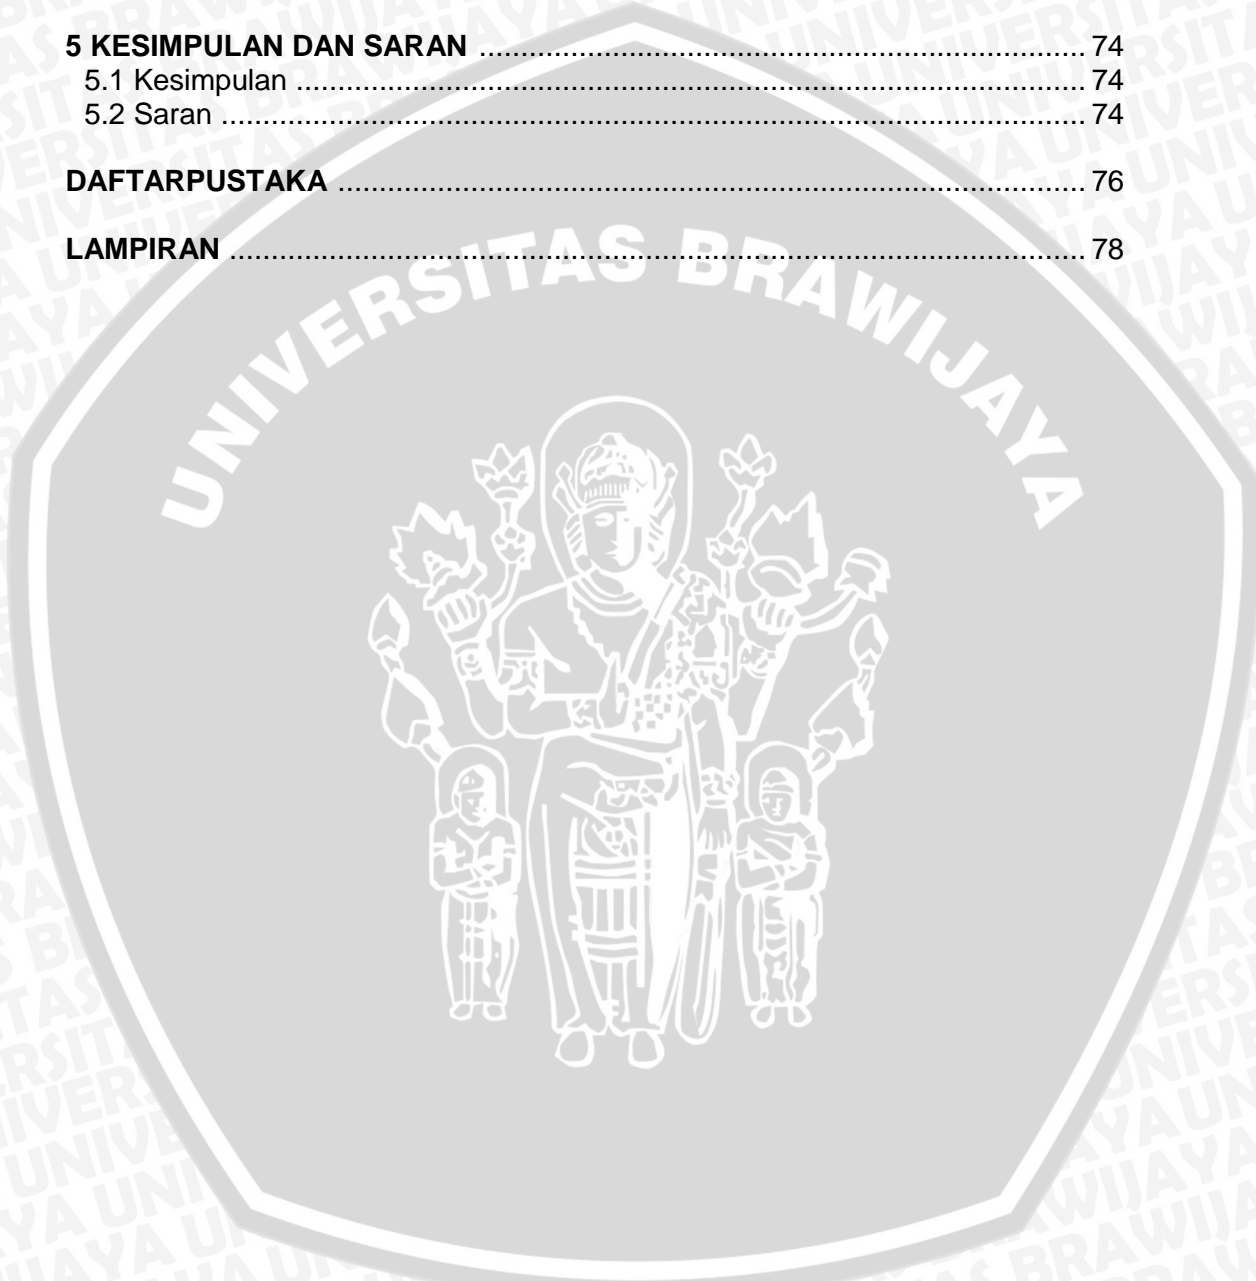 5 KESIMPULAN DAN SARAN ........................................................................... 74
5.1 Kesimpulan ................................................................................................ 74
5.2 Saran ......................................................................................................... 74
DAFTARPUSTAKA ........................................................................................... 76
LAMPIRAN ........................................................................................................ 78
UNIVERSITAS BRAWIJAYA